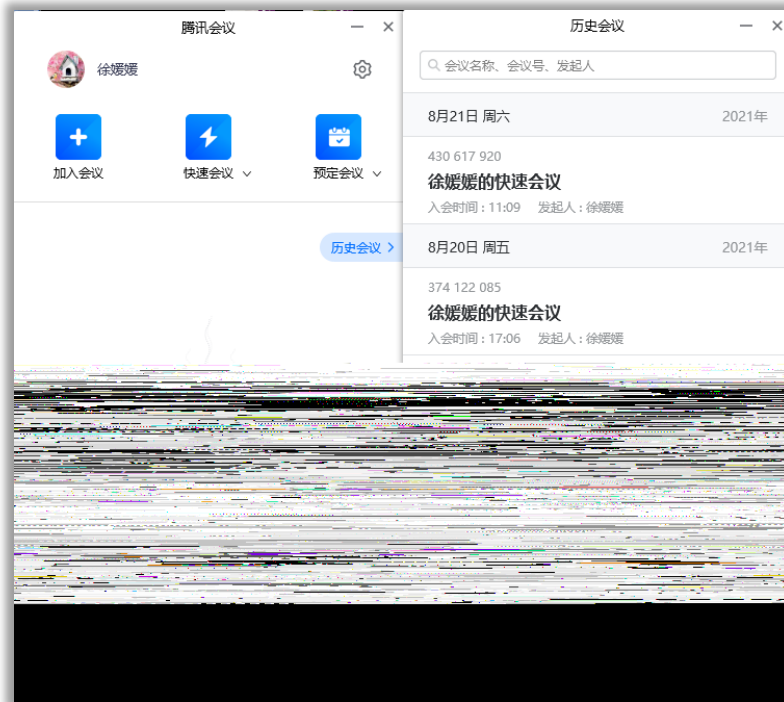 腾讯会议
徐媛媛
加入会议
快速会议
预定会议
历史会议
历史会议
会议名称、会议号、发起人
8月21日 周六 2021年
430 617 920
徐媛媛的快速会议
入会时间 : 11:09 发起人 : 徐媛媛
8月20日 周五 2021年
374 122 085
徐媛媛的快速会议
入会时间 : 17:06 发起人 : 徐媛媛